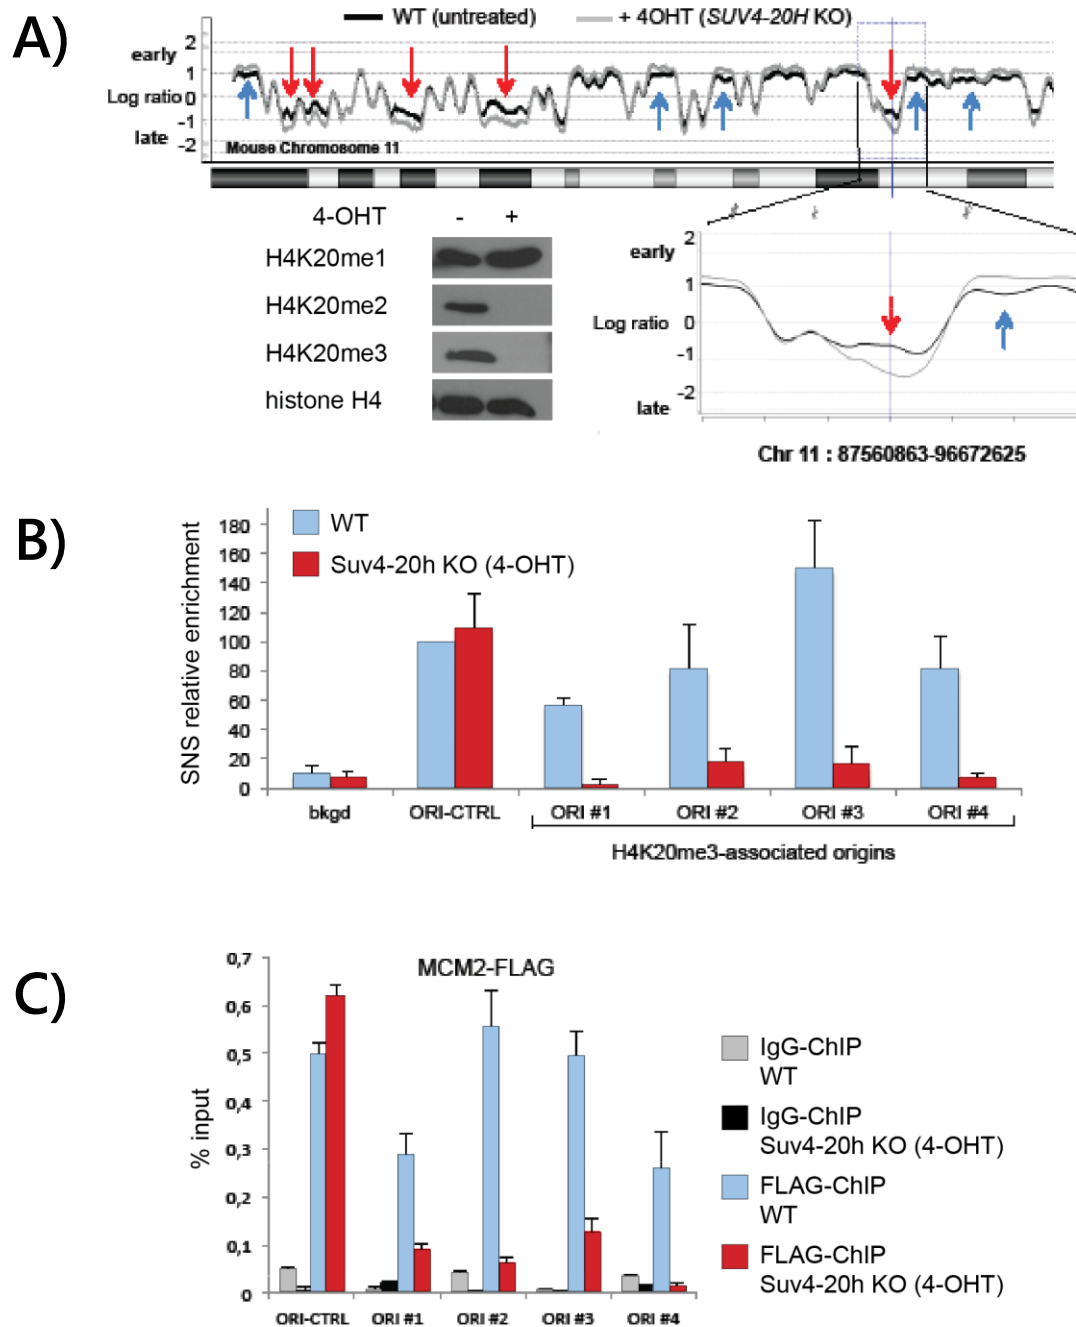 A)
WT (untreated) + 4OHT (SUV4-20H KO)
early
Log ratio
late
2
1
0
-1
-2
Mouse Chromosome 11
4-OHT - +
H4K20me1
H4K20me2
H4K20me3
histone H4
early
Log ratio
late
2
1
0
-1
-2
Chr 11 : 87560863-96672625
B)
SNS relative enrichment
180
160
140
120
100
80
60
40
20
0
WT
Suv4-20h KO (4-OHT)
bkgd ORI-CTRL ORI #1 ORI #2 ORI #3 ORI #4
H4K20me3-associated origins
C)
MCM2-FLAG
% input
0,7
0,6
0,5
0,4
0,3
0,2
0,1
0
ORI-CTRL ORI #1 ORI #2 ORI #3 ORI #4
IgG-ChIP
WT
IgG-ChIP
Suv4-20h KO (4-OHT)
FLAG-ChIP
WT
FLAG-ChIP
Suv4-20h KO (4-OHT)